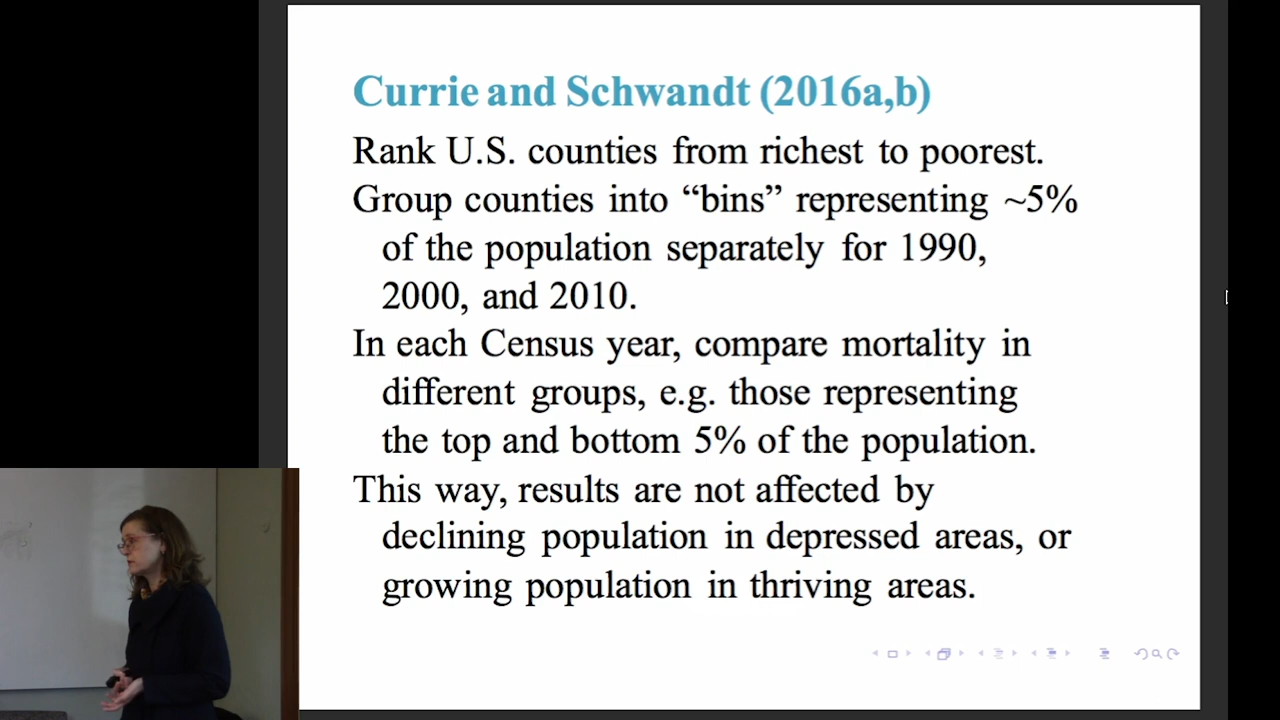 Currie and Schwandt (2016a,b)
Rank U.S. counties from richest to poorest.
Group counties into “bins” representing ~5%
of the population separately for 1990,
2000, and 2010.
In each Census year, compare mortality in
different groups, e.g. those representing
the top and bottom 5% of the population.
This way, results are not affected by
declining population in depressed areas, or
growing population in thriving areas.